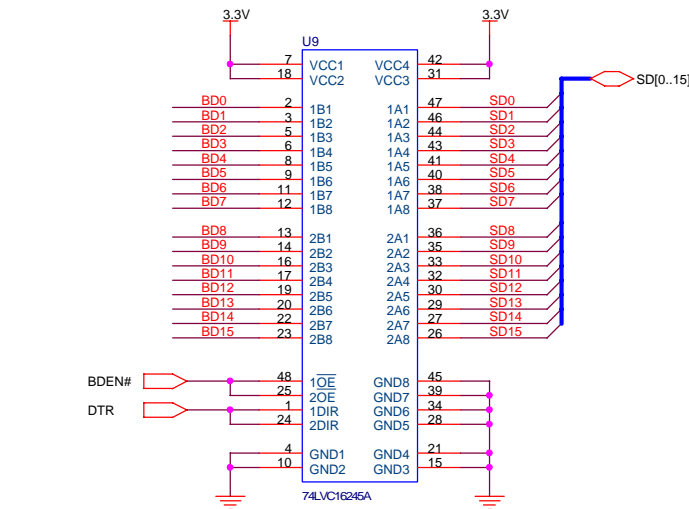 3.3V 3.3V
U9
7 VCC1 VCC4 42
18 VCC2 VCC3 31
SD[0..15]
BD0 2 1B1 1A1 47 SD0
BD1 3 1B2 1A2 46 SD1
BD2 5 1B3 1A3 44 SD2
BD3 6 1B4 1A4 43 SD3
BD4 8 1B5 1A5 41 SD4
BD5 9 1B6 1A6 40 SD5
BD6 11 1B7 1A7 38 SD6
BD7 12 1B8 1A8 37 SD7
BD8 13 2B1 2A1 36 SD8
BD9 14 2B2 2A2 35 SD9
BD10 16 2B3 2A3 33 SD10
BD11 17 2B4 2A4 32 SD11
BD12 19 2B5 2A5 30 SD12
BD13 20 2B6 2A6 29 SD13
BD14 22 2B7 2A7 27 SD14
BD15 23 2B8 2A8 26 SD15
BDEN# 48 1OE GND8 45
25 2OE GND7 39
DTR 1 1DIR GND6 34
24 2DIR GND5 28
4 GND1 GND4 21
10 GND2 GND3 15
74LVC16245A